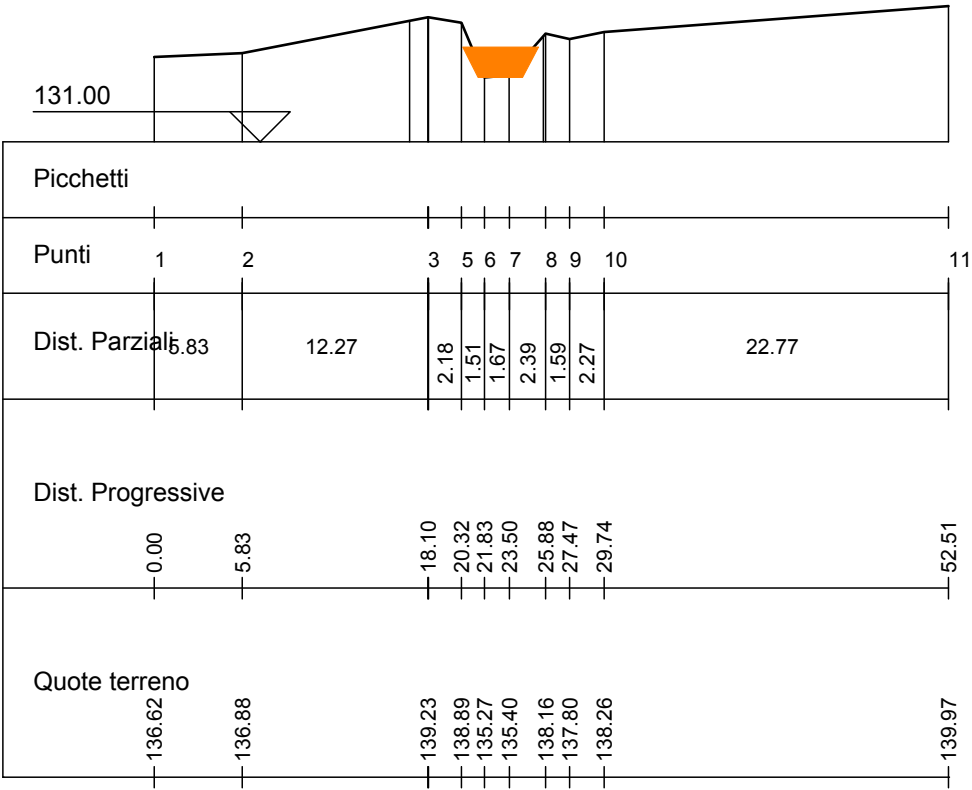 131.00
Picchetti
Punti 1 2 3 5 6 7 8 9 10 11
Dist. Parziali 5.83 12.27 2.18 1.51 1.67 2.39 1.59 2.27 22.77
Dist. Progressive
0.00 5.83 18.10 20.32 21.83 23.50 25.88 27.47 29.74 52.51
Quote terreno
136.62 136.88 139.23 138.89 135.27 135.40 138.16 137.80 138.26 139.97